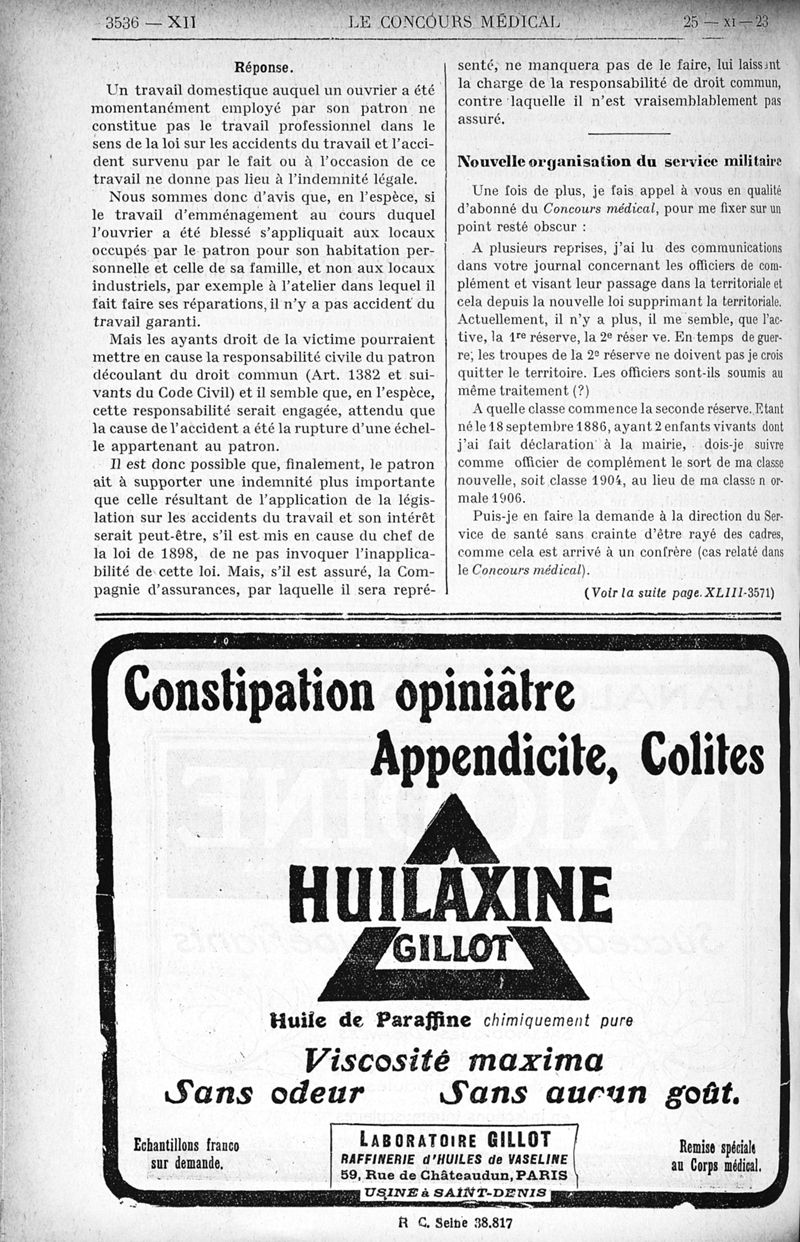 3536 — XII LE CONCOURS MÉDICAL 25 — XI — 23
Réponse.
Un travail domestique auquel un ouvrier a été
momentanément employé par son patron ne
constitue pas le travail professionnel dans le
sens de la loi sur les accidents du travail et l'acci-
dent survenu par le fait ou à l'occasion de ce
travail ne donne pas lieu à l'indemnité légale.
Nous sommes donc d'avis que, en l'espèce, si
le travail d'emménagement au cours duquel
l'ouvrier a été blessé s'appliquait aux locaux
occupés par le patron pour son habitation per-
sonnelle et celle de sa famille, et non aux locaux
industriels, par exemple à l'atelier dans lequel il
fait faire ses réparations, il n'y a pas accident du
travail garanti.
Mais les ayants droit de la victime pourraient
mettre en cause la responsabilité civile du patron
découlant du droit commun (Art. 1382 et sui-
vants du Code Civil) et il semble que, en l'espèce,
cette responsabilité serait engagée, attendu que
la cause de l'accident a été la rupture d'une échel-
le appartenant au patron.
Il est donc possible que, finalement, le patron
ait à supporter une indemnité plus importante
que celle résultant de l'application de la légis-
lation sur les accidents du travail et son intérêt
serait peut-être, s'il est mis en cause du chef de
la loi de 1898, de ne pas invoquer l'inapplica-
bilité de cette loi. Mais, s'il est assuré, la Com-
pagnie d'assurances, par laquelle il sera repré-
senté, ne manquera pas de le faire, lui laissant
la charge de la responsabilité de droit commun,
contre laquelle il n'est vraisemblablement pas
assuré.
Nouvelle organisation du service militaire
Une fois de plus, je fais appel à vous en qualité
d'abonné du Concours médical, pour me fixer sur un
point resté obscur :
A plusieurs reprises, j'ai lu des communications
dans votre journal concernant les officiers de com-
plément et visant leur passage dans la territoriale et
cela depuis la nouvelle loi supprimant la territoriale.
Actuellement, il n'y a plus, il me semble, que l'ac-
tive, la 1re réserve, la 2e réser ve. En temps de guer-
re, les troupes de la 2e réserve ne doivent pas je crois
quitter le territoire. Les officiers sont-ils soumis au
même traitement (?)
A quelle classe commence la seconde réserve. Etant
né le 18 septembre 1886, ayant 2 enfants vivants dont
j'ai fait déclaration à la mairie, dois-je suivre
comme officier de complément le sort de ma classe
nouvelle, soit classe 1904, au lieu de ma classe n or-
male 1906.
Puis-je en faire la demande à la direction du Ser-
vice de santé sans crainte d'être rayé des cadres,
comme cela est arrivé à un confrère (cas relaté dans
le Concours médical).
(Voir la suite page. XLIII-3571)
Constipation opiniâtre
Appendicite, Colites
HUILAXINE
GILLOT
Huile de Paraffine chimiquement pure
Viscosité maxima
Sans odeur Sans aucun goût.
Echantillons franco
sur demande.
LABORATOIRE GILLOT
RAFFINERIE d'HUILES de VASELINE
59, Rue de Châteaudun, PARIS
USINE à SAINT-DENIS
Remise spéciale
au Corps médical.
R C. Seine 38.817